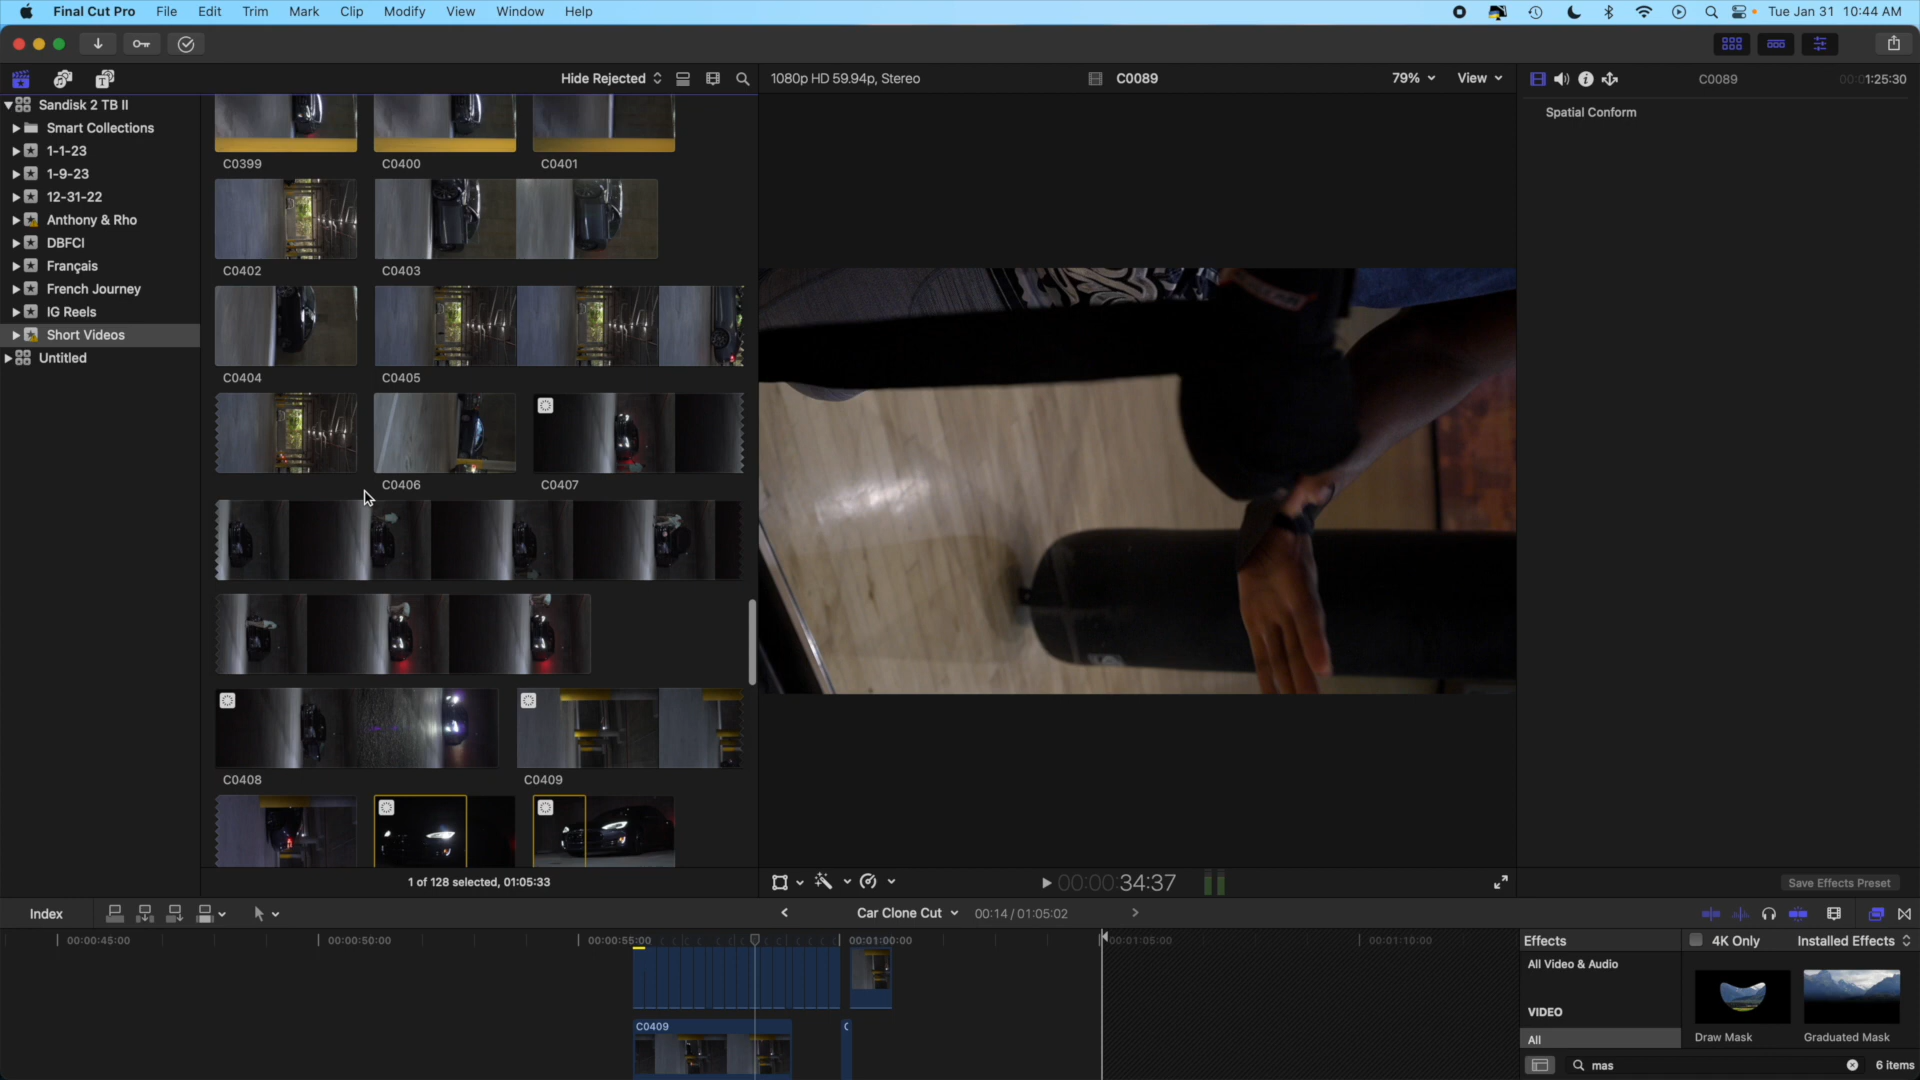 Final Cut Pro File Edit Trim Mark Clip Modify View Window Help
Tue Jan 31 10:44 AM
Hide Rejected
1080p HD 59.94p, Stereo
C0089
79%
View
C0089
00:01:25:30
Sandisk 2 TB II
Smart Collections
1-1-23
1-9-23
12-31-22
Anthony & Rho
DBFCI
Français
French Journey
IG Reels
Short Videos
Untitled
C0399
C0400
C0401
C0402
C0403
C0404
C0405
C0406
C0407
C0408
C0409
1 of 128 selected, 01:05:33
Spatial Conform
00:00:34:37
Save Effects Preset
Index
Car Clone Cut
00:14 / 01:05:02
00:00:45:00
00:00:50:00
00:00:55:00
00:01:00:00
00:01:05:00
00:01:10:00
C0409
C
Effects
4K Only
Installed Effects
All Video & Audio
VIDEO
All
Draw Mask
Graduated Mask
mas
6 items